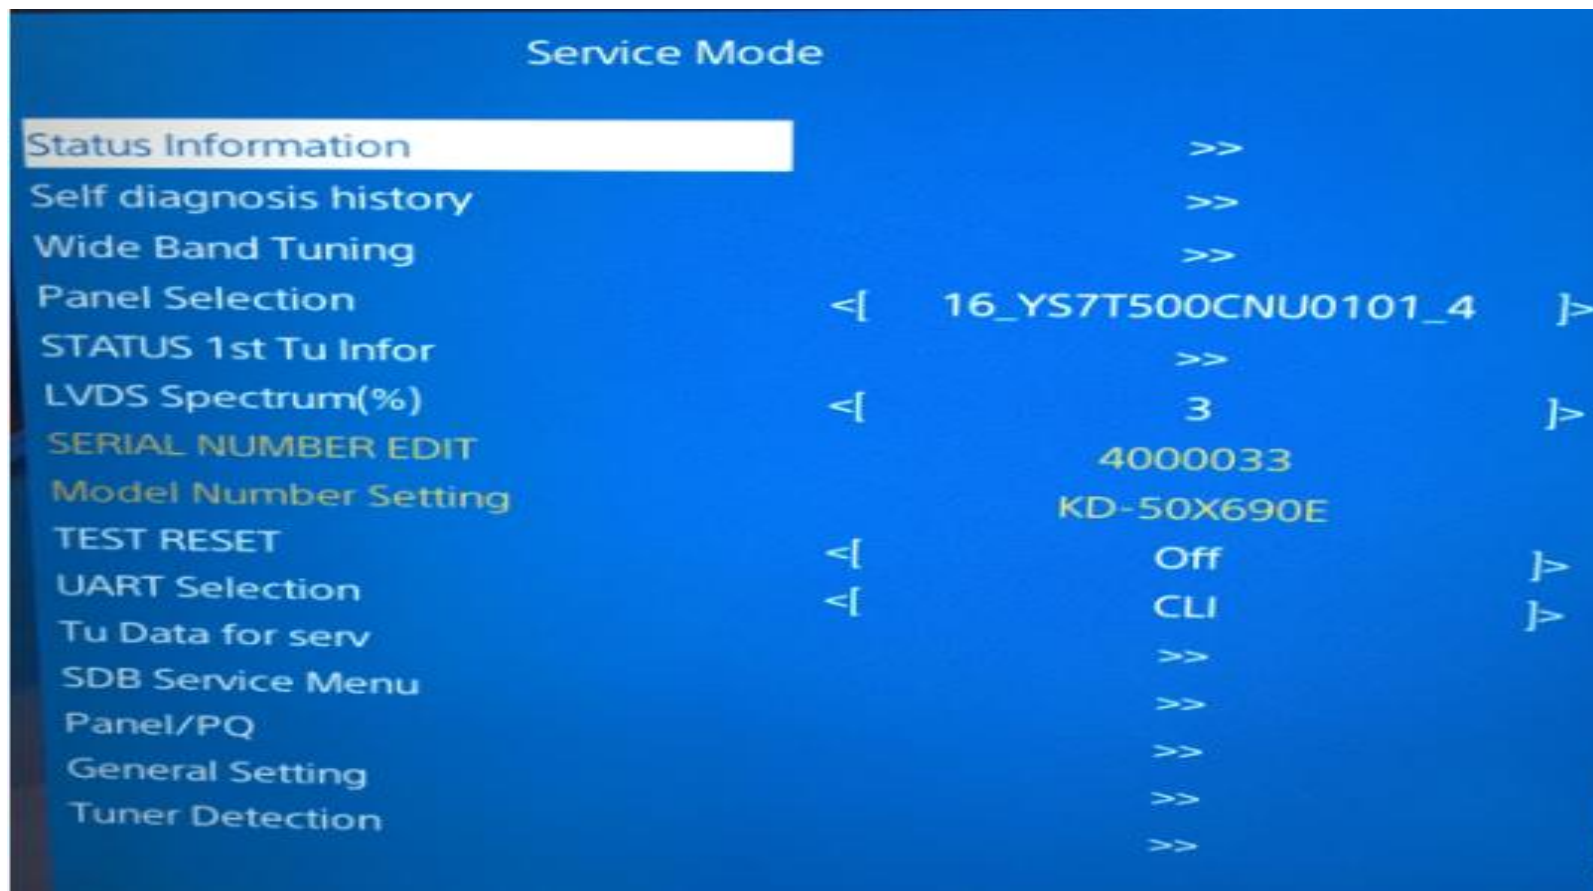 Service Mode
Status Information >>
Self diagnosis history >>
Wide Band Tuning >>
Panel Selection <[ 16_YS7T500CNU0101_4 ]>
STATUS 1st Tu Infor >>
LVDS Spectrum(%) <[ 3 ]>
SERIAL NUMBER EDIT 4000033
Model Number Setting KD-50X690E
TEST RESET <[ Off ]>
UART Selection <[ CLI ]>
Tu Data for serv >>
SDB Service Menu >>
Panel/PQ >>
General Setting >>
Tuner Detection >>